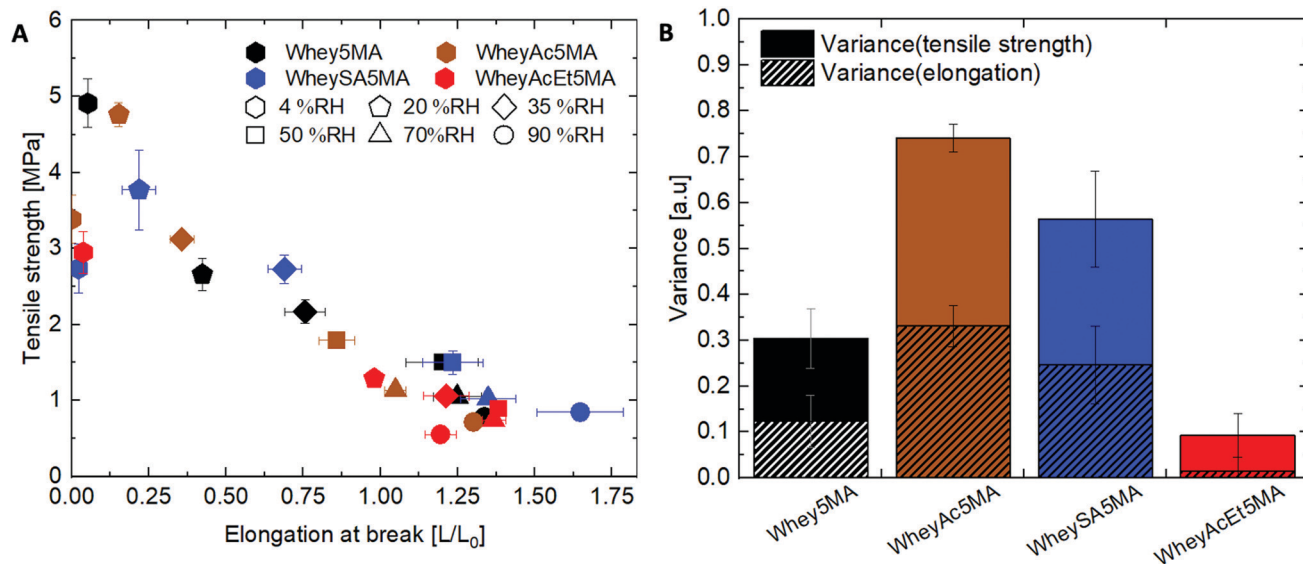 A
Tensile strength [MPa]
6
5
4
3
2
1
0
Whey5MA WheyAc5MA
WheySA5MA WheyAcEt5MA
4 %RH 20 %RH 35 %RH
50 %RH 70%RH 90 %RH
0.00 0.25 0.50 0.75 1.00 1.25 1.50 1.75
Elongation at break [L/L₀]
B
Variance [a.u]
1.0
0.9
0.8
0.7
0.6
0.5
0.4
0.3
0.2
0.1
0.0
Variance(tensile strength)
Variance(elongation)
Whey5MA
WheyAc5MA
WheySA5MA
WheyAcEt5MA